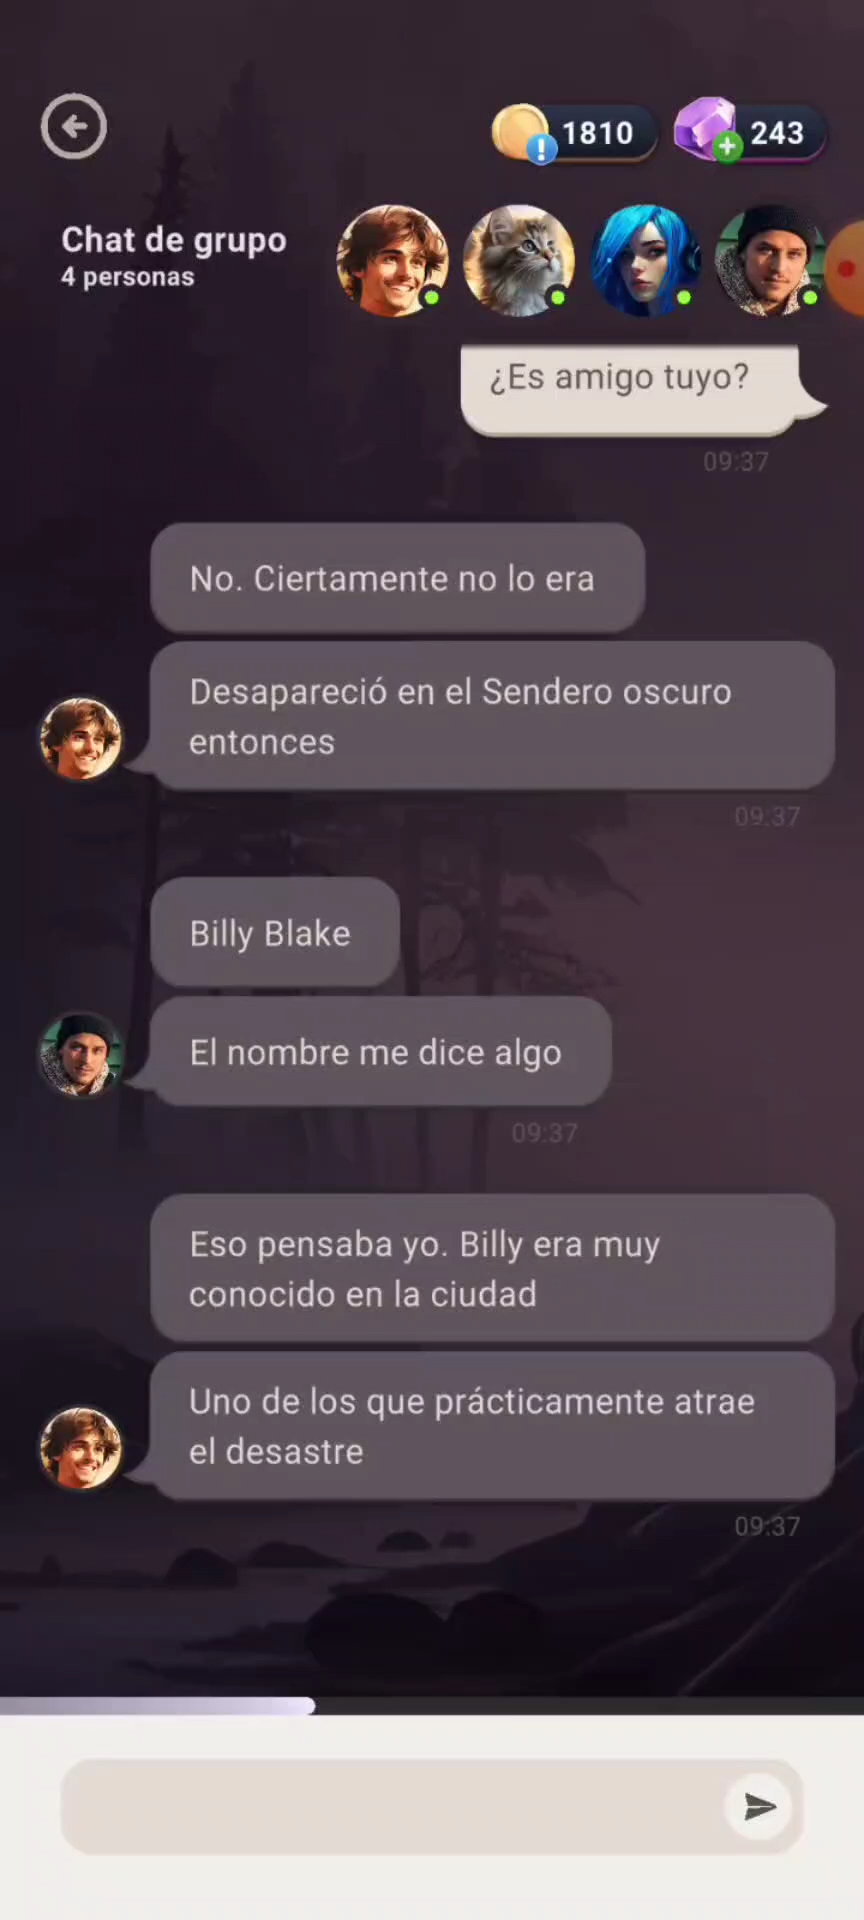 1810
243
Chat de grupo
4 personas
¿Es amigo tuyo?
09:37
No. Ciertamente no lo era
Desapareció en el Sendero oscuro
entonces
09:37
Billy Blake
El nombre me dice algo
09:37
Eso pensaba yo. Billy era muy
conocido en la ciudad
Uno de los que prácticamente atrae
el desastre
09:37